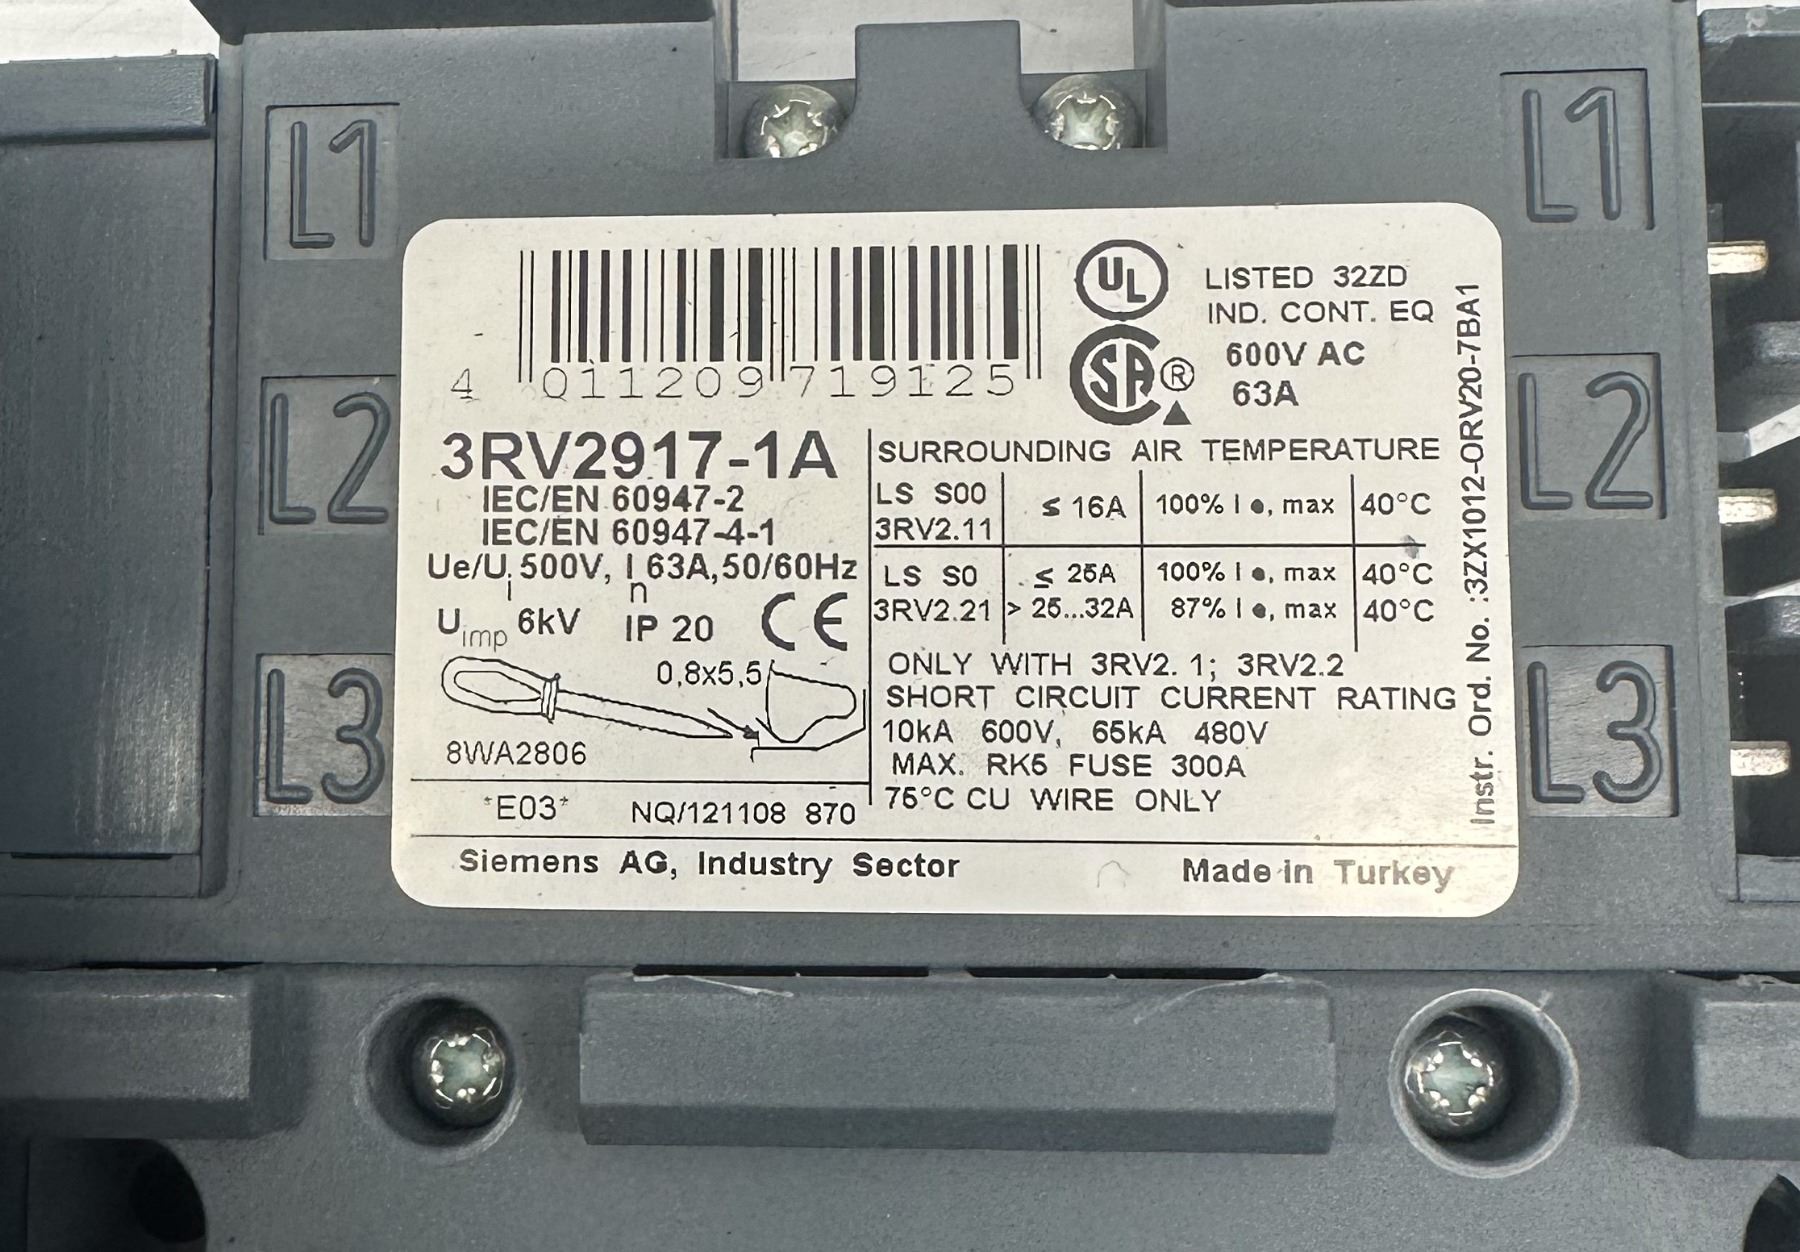 L1
L1
UL
LISTED 32ZD
IND. CONT. EQ
SA ®
600V AC
63A
4 011209 719125
3RV2917-1A
IEC/EN 60947-2
IEC/EN 60947-4-1
Ue/Ui 500V, In 63A, 50/60Hz
Uimp 6kV IP 20 CE
0,8x5,5
8WA2806
*E03* NQ/121108 870
SURROUNDING AIR TEMPERATURE
LS S00 ≤ 16A 100% I e, max 40°C
3RV2.11
LS S0 ≤ 25A 100% I e, max 40°C
3RV2.21 > 25...32A 87% I e, max 40°C
ONLY WITH 3RV2. 1; 3RV2.2
SHORT CIRCUIT CURRENT RATING
10kA 600V, 65kA 480V
MAX. RK5 FUSE 300A
75°C CU WIRE ONLY
Siemens AG, Industry Sector
Made in Turkey
Instr. Ord. No. :3ZX1012-0RV20-7BA1
L2
L2
L3
L3